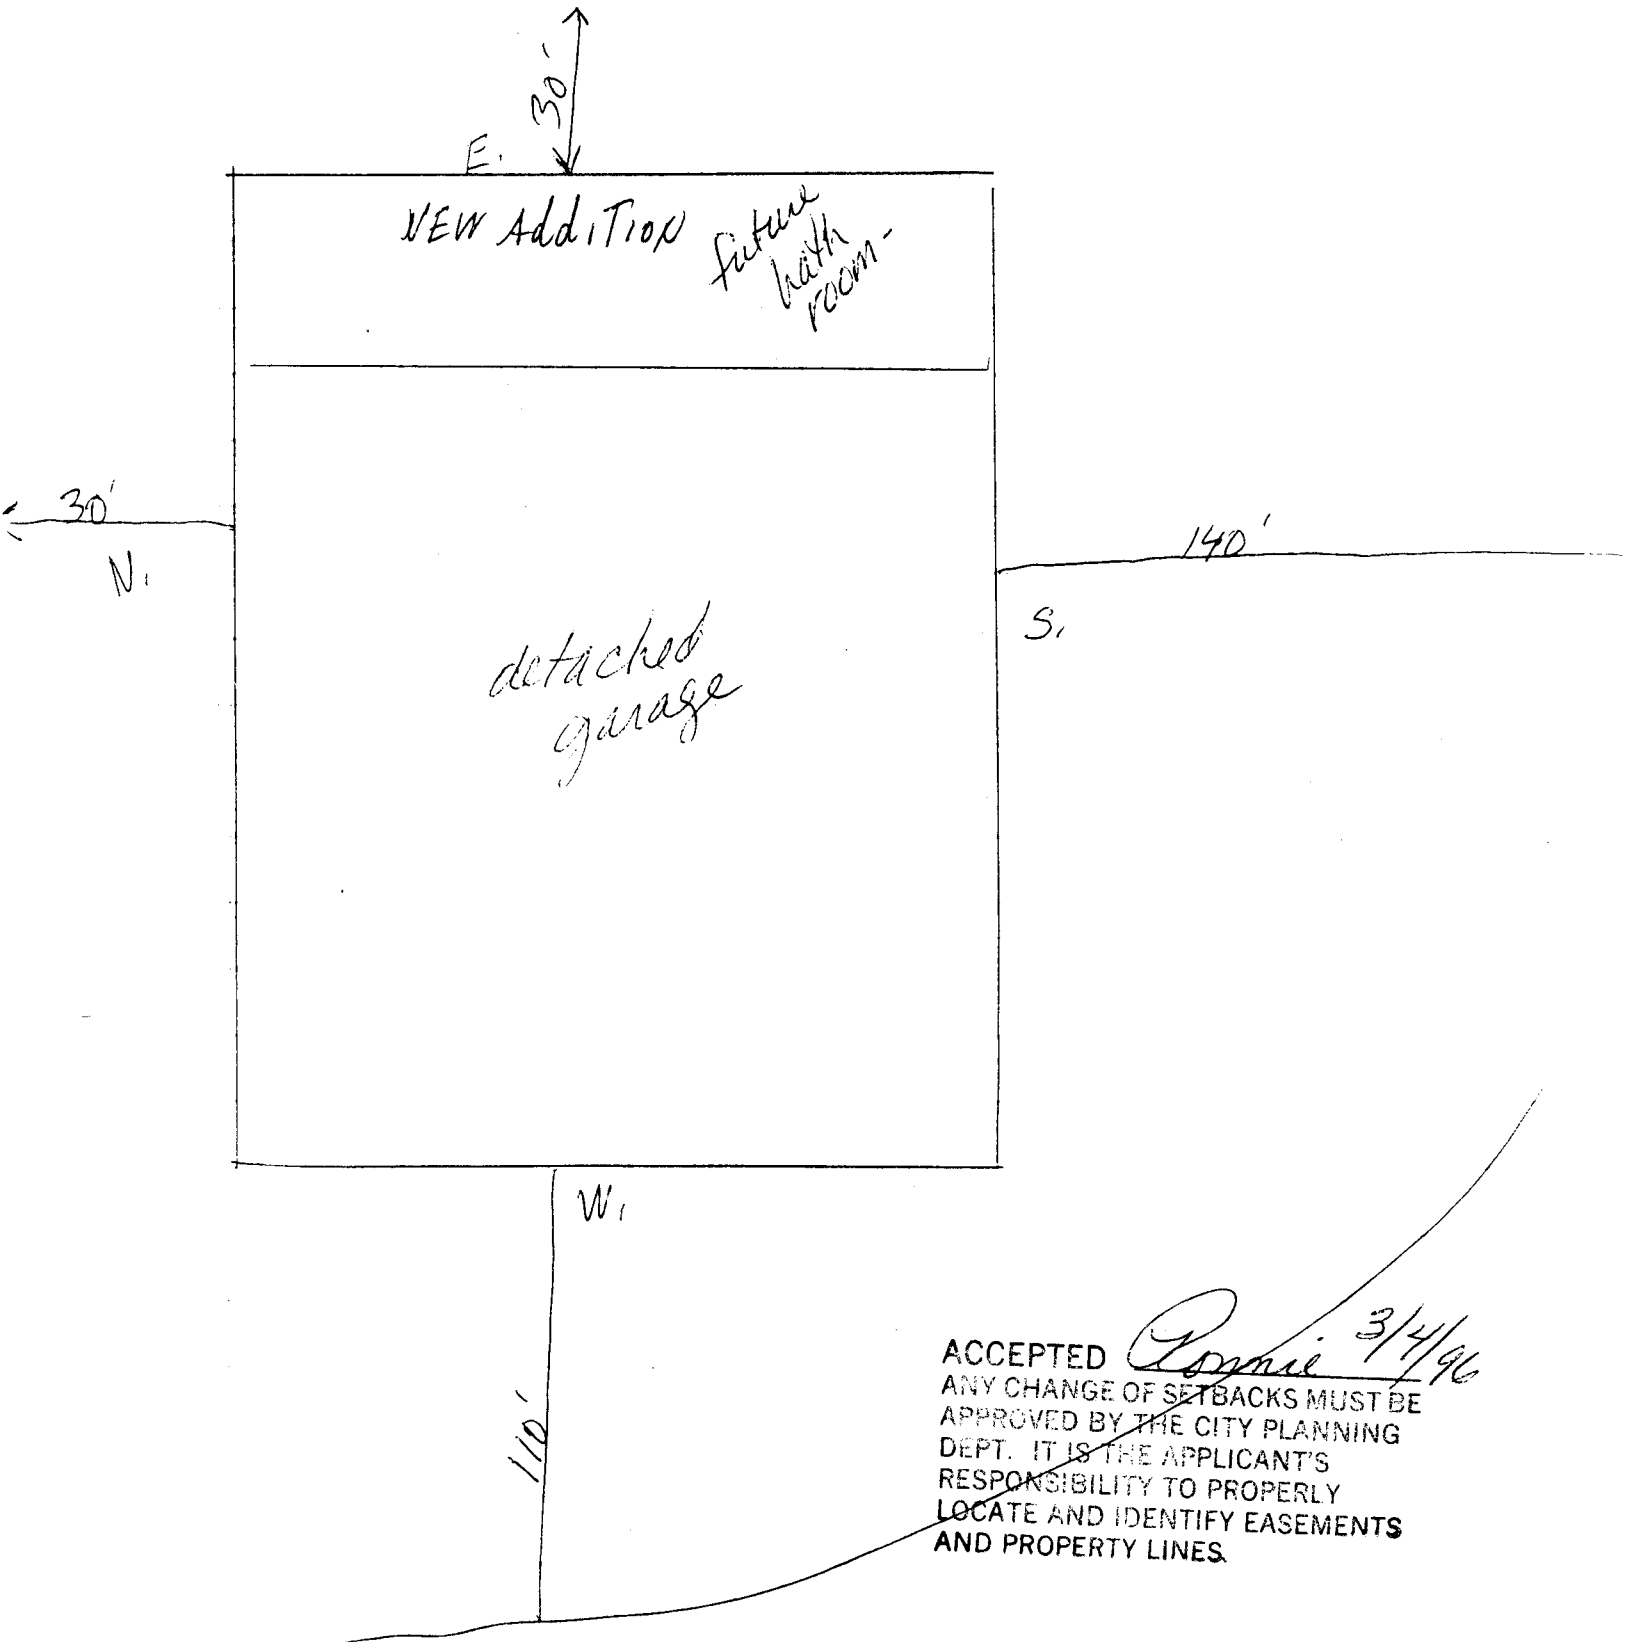 30'
E.
NEW AddiTioN
future
bath
room-
30'
N.
140'
S.
detached
garage
W.
110'
ACCEPTED Ronnie 3/4/96
ANY CHANGE OF SETBACKS MUST BE
APPROVED BY THE CITY PLANNING
DEPT. IT IS THE APPLICANT'S
RESPONSIBILITY TO PROPERLY
LOCATE AND IDENTIFY EASEMENTS
AND PROPERTY LINES.